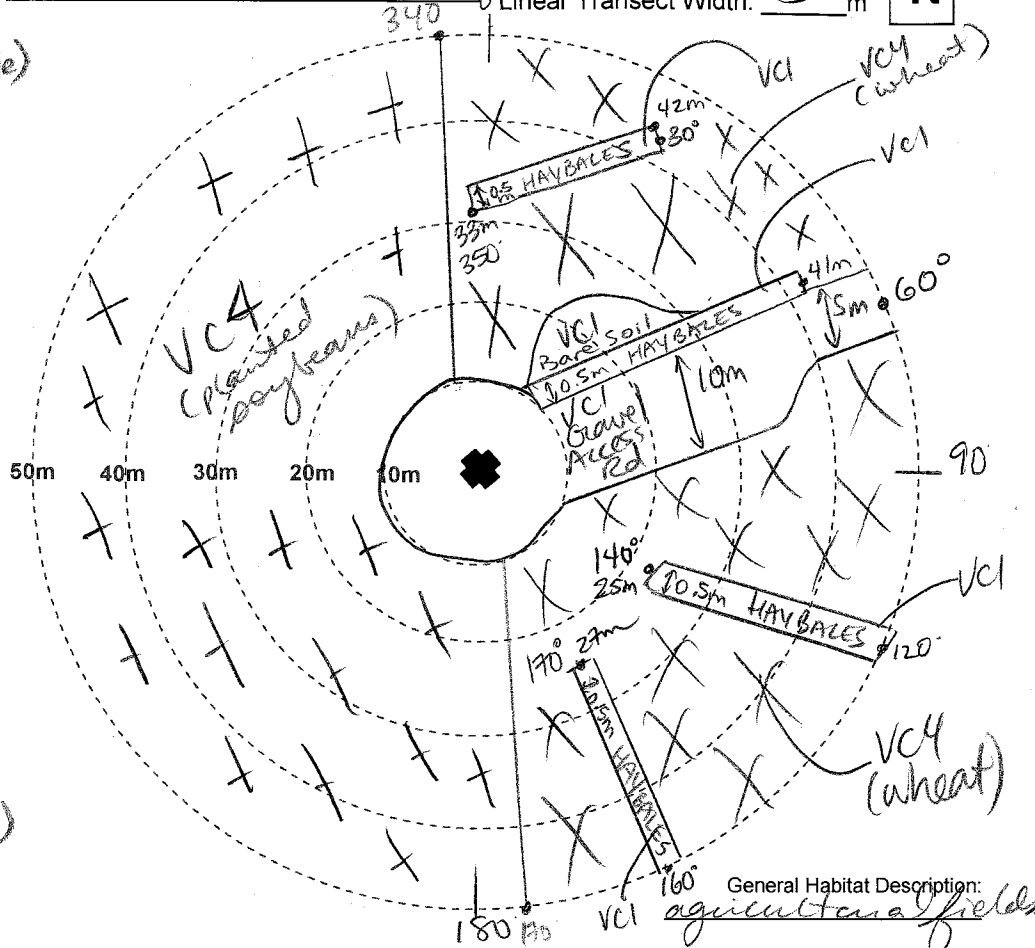 340
0 Linear Transect Width: m
N
e)
VC1
VC4
(wheat)
42m
30°
HAYBALES
0.5
m
VC1
33m
350°
41m
60°
5m
VC4
(planted
soybeans)
VC1
Bare Soil
0.5m HAYBALES
10m
VC1
Gravel
Access
Rd
50m 40m 30m 20m 10m
90
140°
25m
0.5m HAYBALES
VC1
120°
170° 27m
0.5m HAYBALES
VC4
(wheat)
)
160°
VC1
180 170
General Habitat Description:
agricultural fields